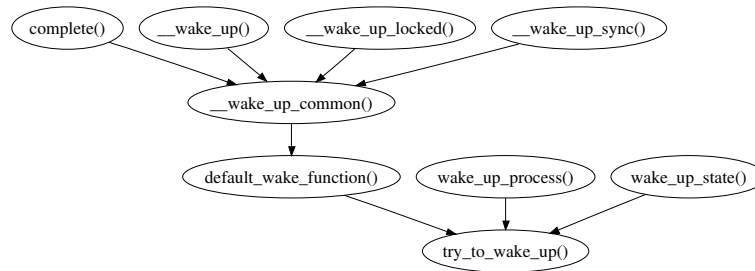 complete()
__wake_up()
__wake_up_locked()
__wake_up_sync()
__wake_up_common()
default_wake_function()
wake_up_process()
wake_up_state()
try_to_wake_up()